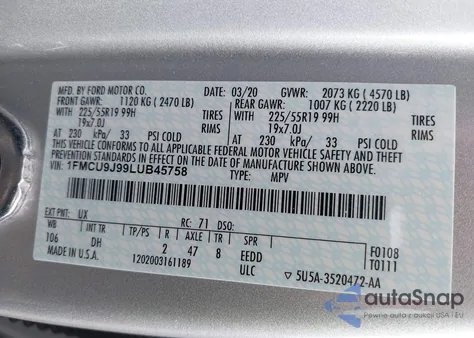 MFD. BY FORD MOTOR CO. 03/20 GVWR: 2073 KG ( 4570 LB)
FRONT GAWR: 1120 KG ( 2470 LB) REAR GAWR: 1007 KG ( 2220 LB)
WITH 225/55R19 99H TIRES WITH 225/55R19 99H TIRES
19x7.0J RIMS 19x7.0J RIMS
AT 230 kPa/ 33 PSI COLD AT 230 kPa/ 33 PSI COLD
THIS VEHICLE CONFORMS TO ALL APPLICABLE FEDERAL MOTOR VEHICLE SAFETY, BUMPER, AND THEFT PREVENTION STANDARDS IN EFFECT ON THE DATE OF MANUFACTURE SHOWN ABOVE.
VIN: 1FMCU9J99LUB45758 TYPE: MPV
EXT PNT: UX RC: 71 DSO:
WB INT TR TP/PS R AXLE TR SPR F0108
106 DH 2 47 8 EEDD T0111
MADE IN U.S.A. 1202003161189 ULC 5U5A-3520472-AA
autoSnap
Pewne auto z USA i EU